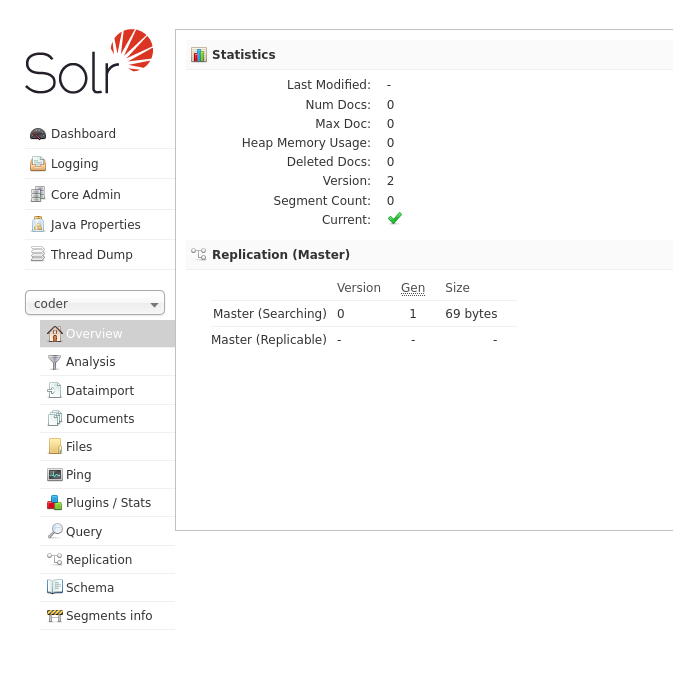 Solr
Dashboard
Logging
Core Admin
Java Properties
Thread Dump
coder
Overview
Analysis
Dataimport
Documents
Files
Ping
Plugins / Stats
Query
Replication
Schema
Segments info
Statistics
Last Modified: -
Num Docs: 0
Max Doc: 0
Heap Memory Usage: 0
Deleted Docs: 0
Version: 2
Segment Count: 0
Current:
Replication (Master)
Version Gen Size
Master (Searching) 0 1 69 bytes
Master (Replicable) - - -